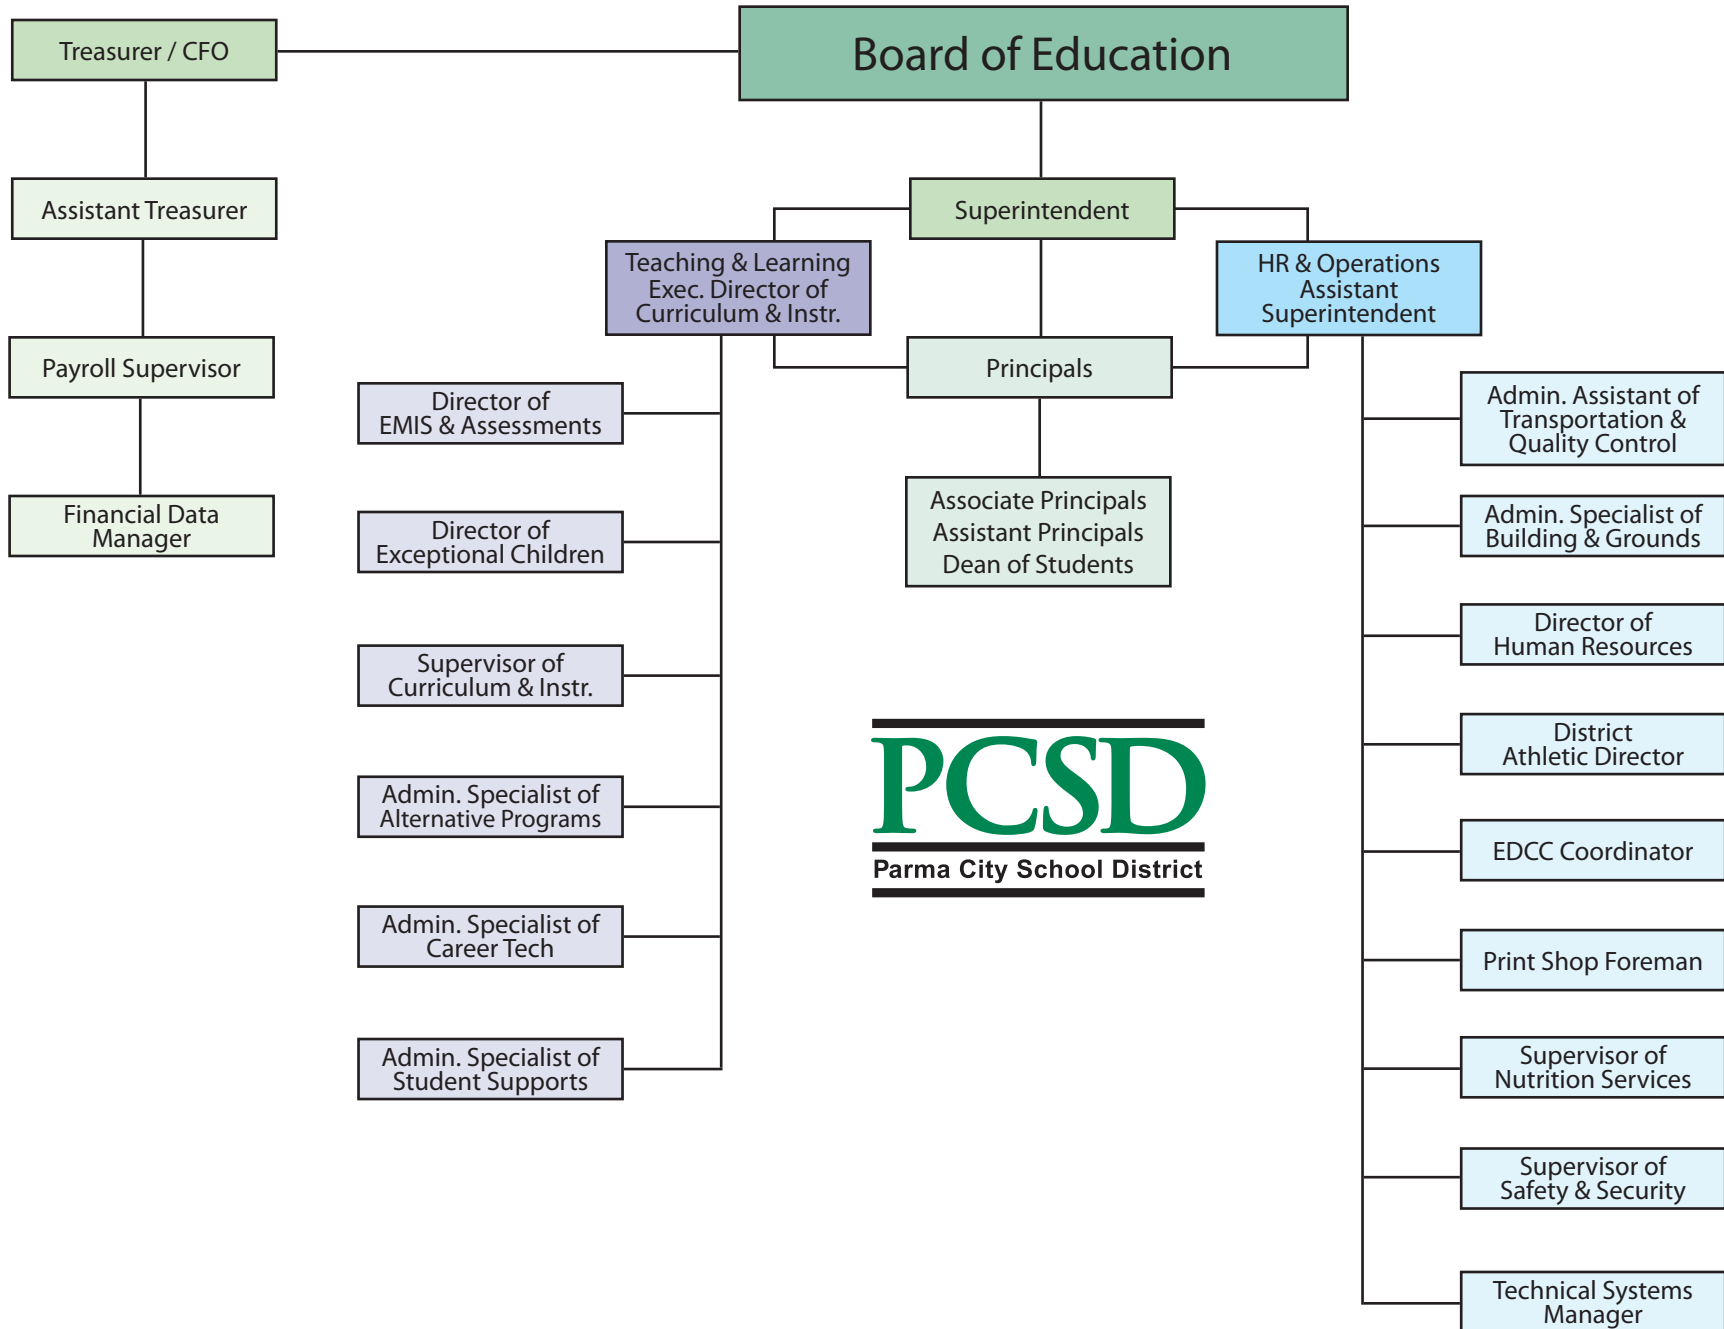 Treasurer / CFO
Board of Education
Assistant Treasurer
Superintendent
Teaching & Learning
Exec. Director of
Curriculum & Instr.
HR & Operations
Assistant
Superintendent
Payroll Supervisor
Principals
Financial Data
Manager
Director of
EMIS & Assessments
Director of
Exceptional Children
Supervisor of
Curriculum & Instr.
Admin. Specialist of
Alternative Programs
Admin. Specialist of
Career Tech
Admin. Specialist of
Student Supports
Associate Principals
Assistant Principals
Dean of Students
PCSD
Parma City School District
Admin. Assistant of
Transportation &
Quality Control
Admin. Specialist of
Building & Grounds
Director of
Human Resources
District
Athletic Director
EDCC Coordinator
Print Shop Foreman
Supervisor of
Nutrition Services
Supervisor of
Safety & Security
Technical Systems
Manager